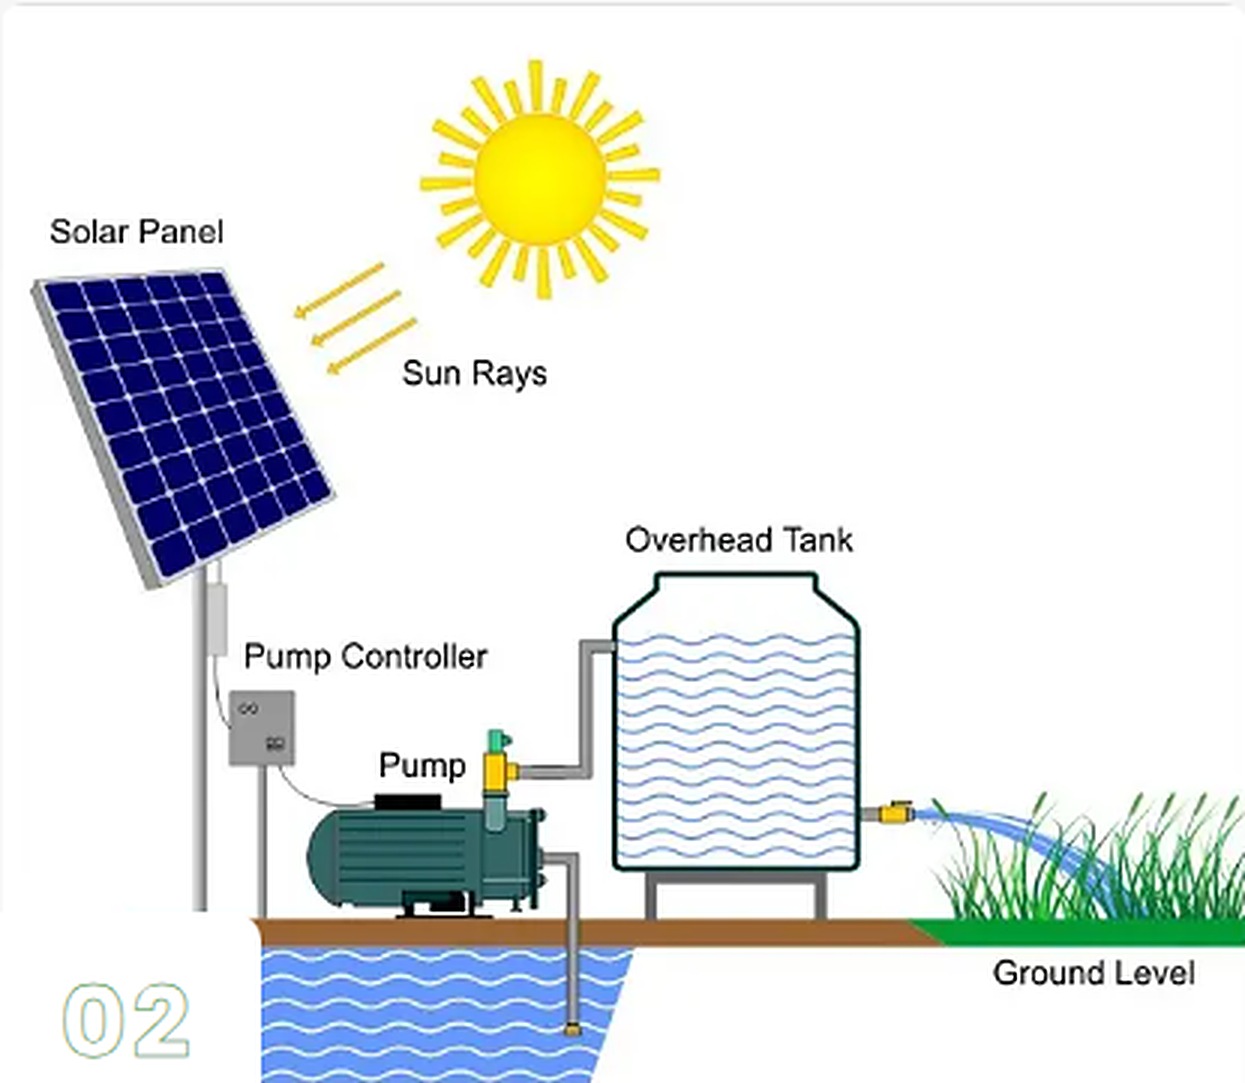 Solar Panel
Sun Rays
Overhead Tank
Pump Controller
Pump
Ground Level
02